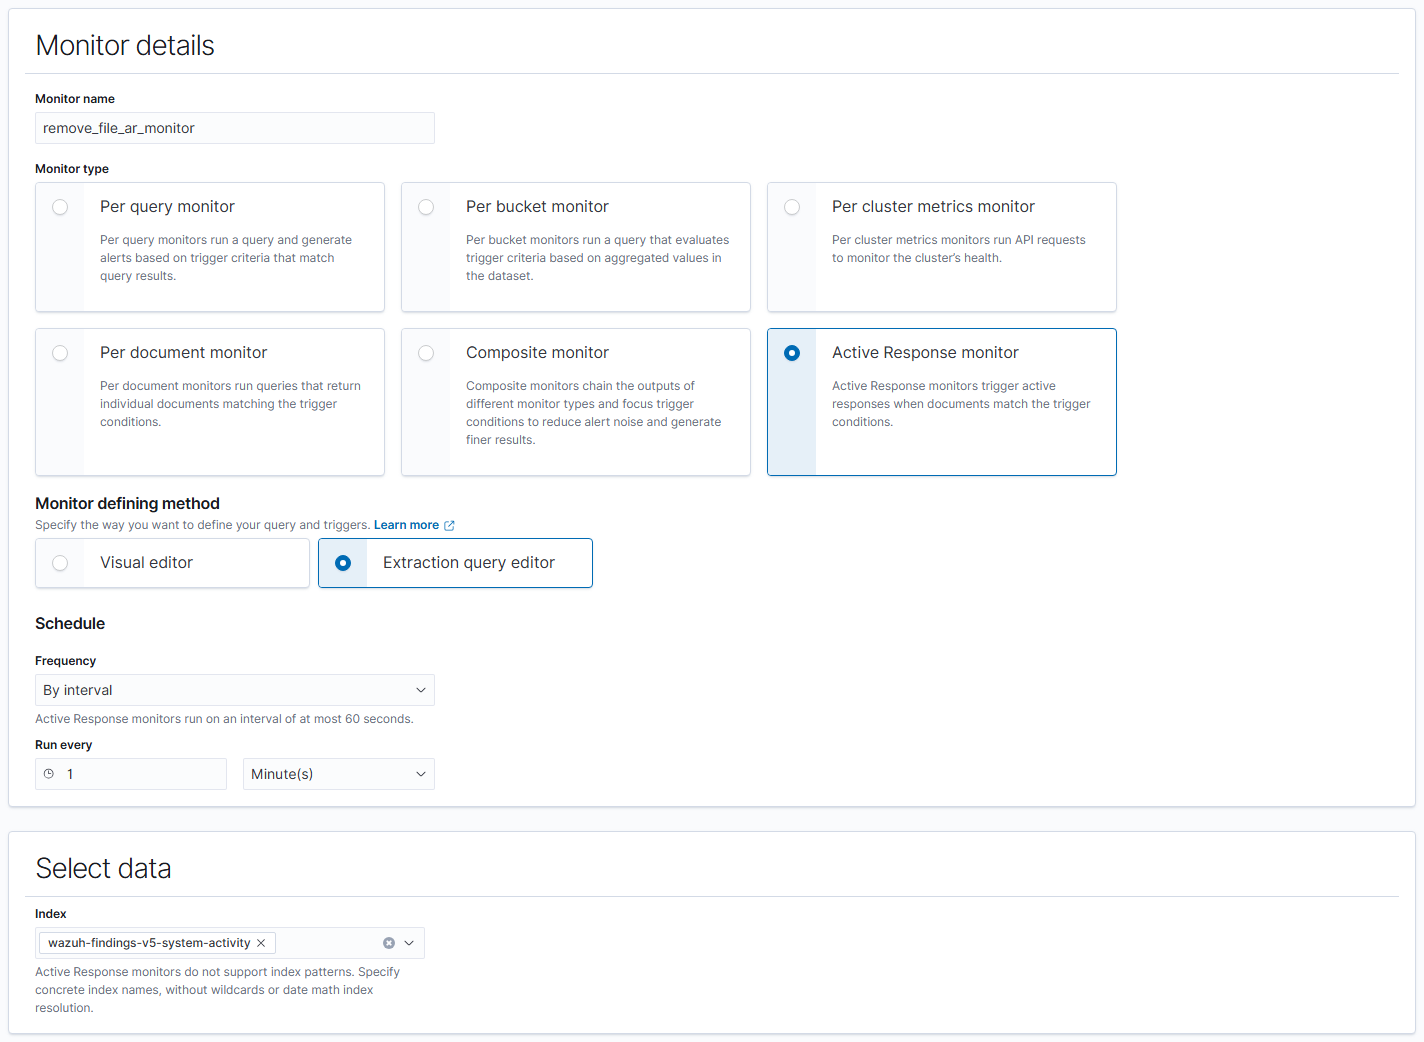 Monitor details
Monitor name
remove_file_ar_monitor
Monitor type
Per query monitor
Per query monitors run a query and generate
alerts based on trigger criteria that match
query results.
Per bucket monitor
Per bucket monitors run a query that evaluates
trigger criteria based on aggregated values in
the dataset.
Per cluster metrics monitor
Per cluster metrics monitors run API requests
to monitor the cluster's health.
Per document monitor
Per document monitors run queries that return
individual documents matching the trigger
conditions.
Composite monitor
Composite monitors chain the outputs of
different monitor types and focus trigger
conditions to reduce alert noise and generate
finer results.
Active Response monitor
Active Response monitors trigger active
responses when documents match the trigger
conditions.
Monitor defining method
Specify the way you want to define your query and triggers. Learn more
Visual editor
Extraction query editor
Schedule
Frequency
By interval
Active Response monitors run on an interval of at most 60 seconds.
Run every
1
Minute(s)
Select data
Index
wazuh-findings-v5-system-activity
Active Response monitors do not support index patterns. Specify
concrete index names, without wildcards or date math index
resolution.